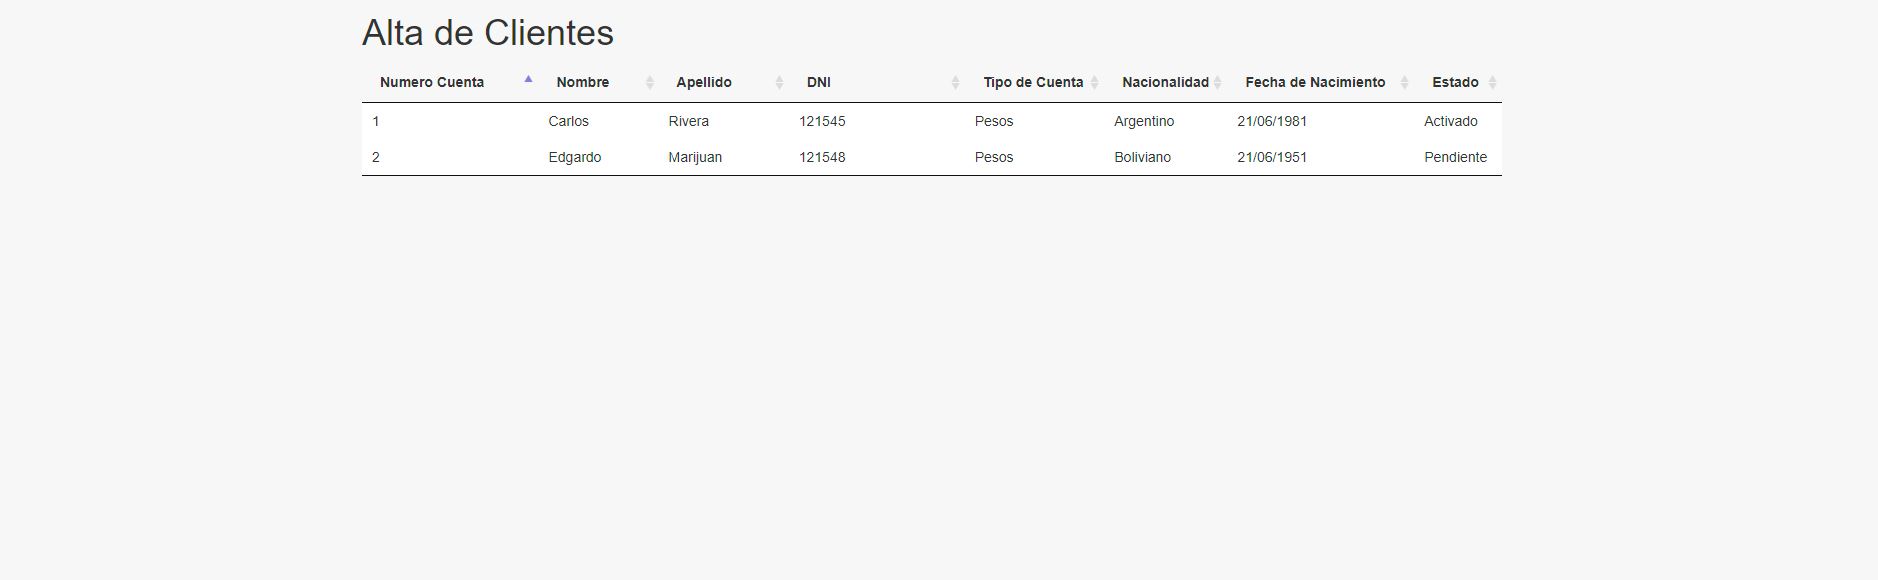 Alta de Clientes
Numero Cuenta Nombre Apellido DNI Tipo de Cuenta Nacionalidad Fecha de Nacimiento Estado
1 Carlos Rivera 121545 Pesos Argentino 21/06/1981 Activado
2 Edgardo Marijuan 121548 Pesos Boliviano 21/06/1951 Pendiente